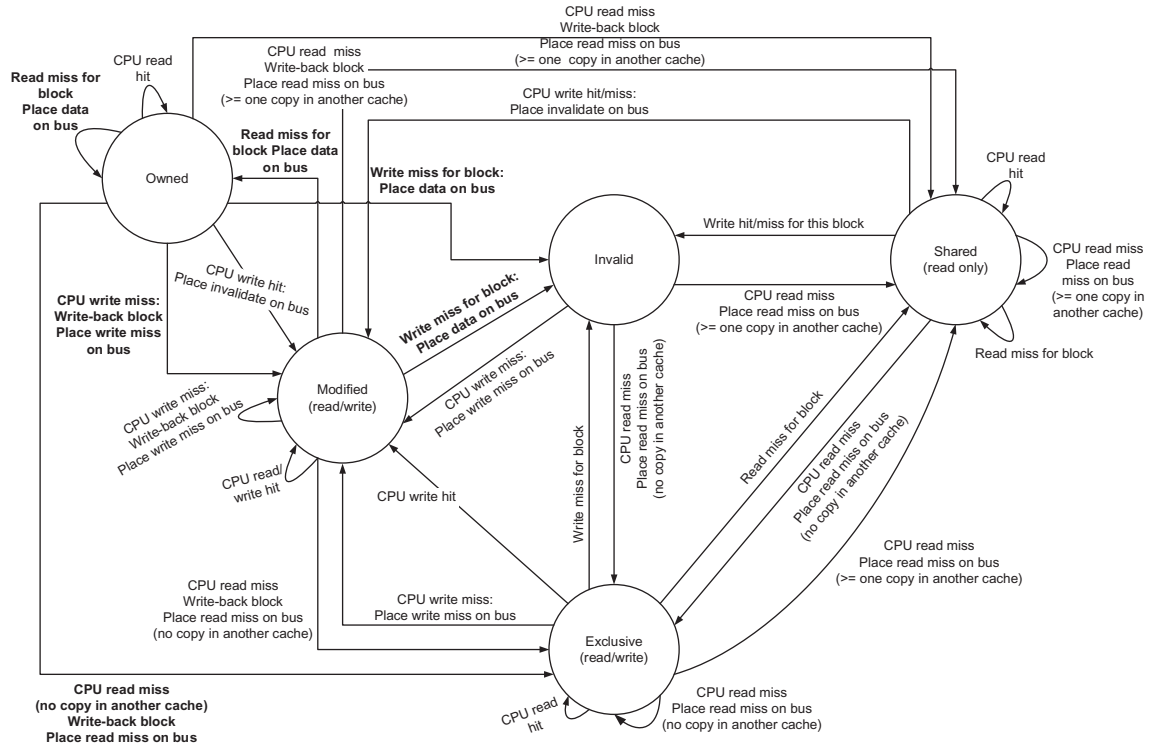 CPU read miss
Write-back block
Place read miss on bus
(>= one copy in another cache)
CPU read miss
Write-back block
Place read miss on bus
(>= one copy in another cache)
CPU read
hit
Read miss for
block
Place data
on bus
CPU write hit/miss:
Place invalidate on bus
Read miss for
block Place data
on bus
Owned
Write miss for block:
Place data on bus
CPU read
hit
Write hit/miss for this block
Invalid
Shared
(read only)
CPU read miss
Place read
miss on bus
(>= one copy in
another cache)
CPU write hit:
Place invalidate on bus
CPU write miss:
Write-back block
Place write miss
on bus
Write miss for block:
Place data on bus
CPU read miss
Place read miss on bus
(>= one copy in another cache)
Read miss for block
Modified
(read/write)
CPU write miss:
Write-back block
Place write miss on bus
CPU write miss:
Place write miss on bus
CPU read miss
Place read miss on bus
(no copy in another cache)
Write miss for block
Read miss for block
CPU read miss
Place read miss on bus
(no copy in another cache)
CPU read/
write hit
CPU write hit
CPU read miss
Place read miss on bus
(>= one copy in another cache)
CPU read miss
Write-back block
Place read miss on bus
(no copy in another cache)
CPU write miss:
Place write miss on bus
Exclusive
(read/write)
CPU read miss
(no copy in another cache)
Write-back block
Place read miss on bus
CPU read
hit
CPU read miss
Place read miss on bus
(no copy in another cache)